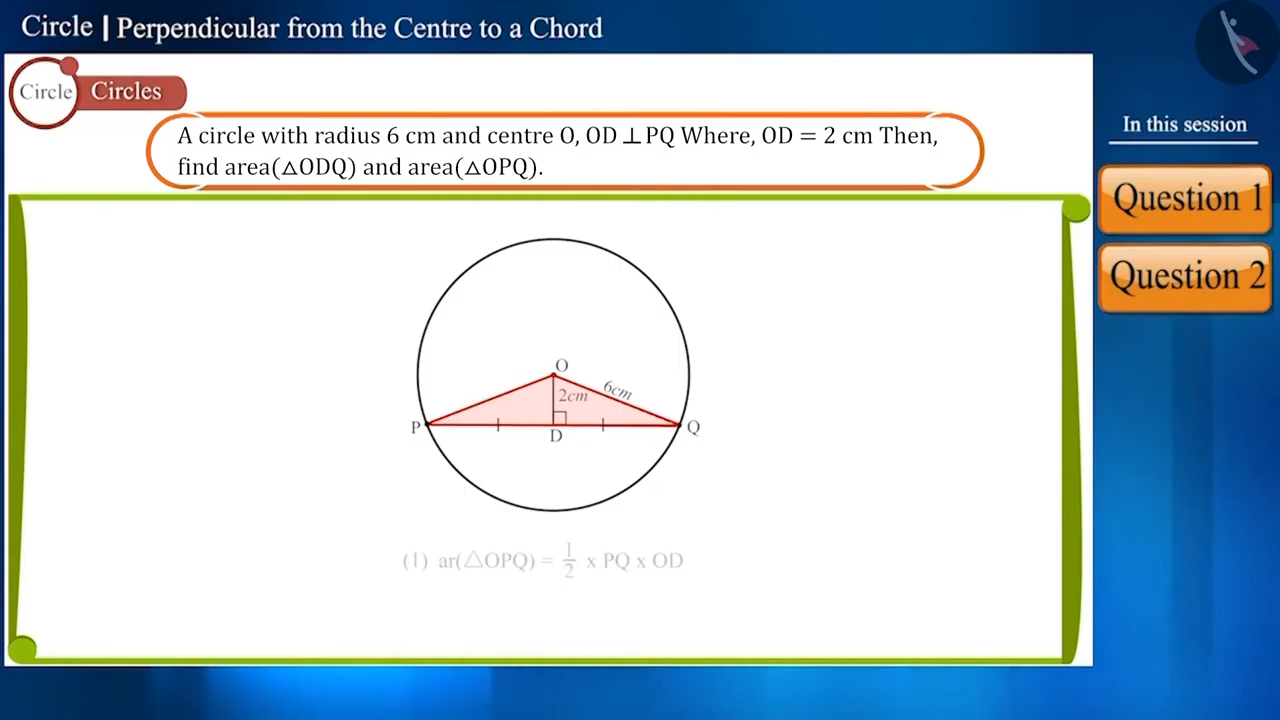 Circle | Perpendicular from the Centre to a Chord
Circle Circles
A circle with radius 6 cm and centre O, OD ⊥ PQ Where, OD = 2 cm Then,
find area(△ODQ) and area(△OPQ).
In this session
Question 1
Question 2
O
6cm
2cm
P
D
Q
(1) ar(△OPQ) = 1/2 x PQ x OD